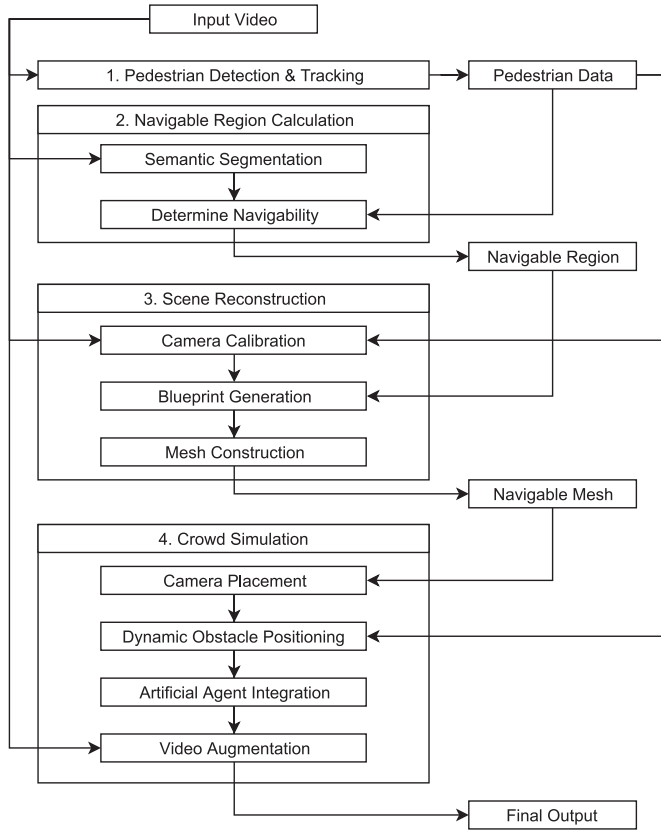 Input Video
1. Pedestrian Detection & Tracking
Pedestrian Data
2. Navigable Region Calculation
Semantic Segmentation
Determine Navigability
Navigable Region
3. Scene Reconstruction
Camera Calibration
Blueprint Generation
Mesh Construction
Navigable Mesh
4. Crowd Simulation
Camera Placement
Dynamic Obstacle Positioning
Artificial Agent Integration
Video Augmentation
Final Output